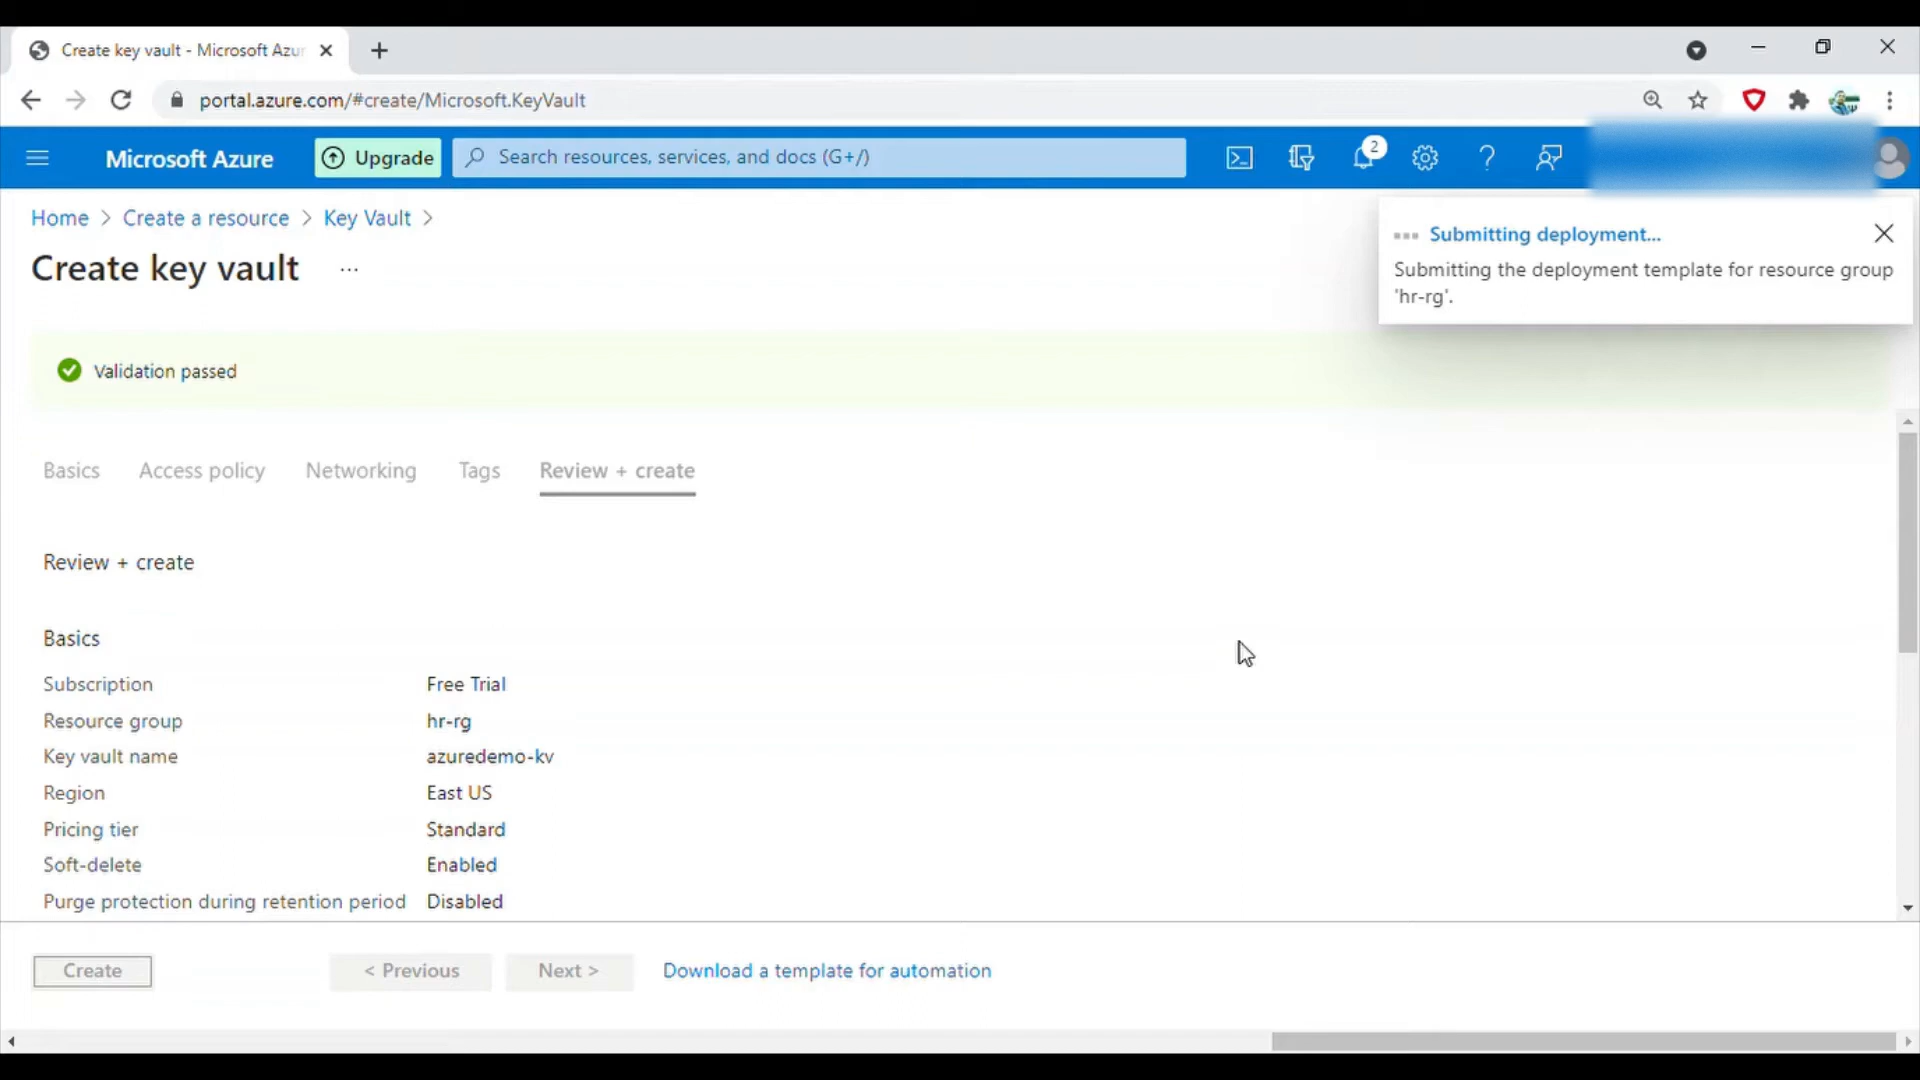 Create key vault - Microsoft Azur
portal.azure.com/#create/Microsoft.KeyVault
Microsoft Azure
Upgrade
Search resources, services, and docs (G+/)
2
Home > Create a resource > Key Vault >
Create key vault ...
Submitting deployment...
Submitting the deployment template for resource group
'hr-rg'.
Validation passed
Basics Access policy Networking Tags Review + create
Review + create
Basics
Subscription Free Trial
Resource group hr-rg
Key vault name azuredemo-kv
Region East US
Pricing tier Standard
Soft-delete Enabled
Purge protection during retention period Disabled
Create < Previous Next > Download a template for automation